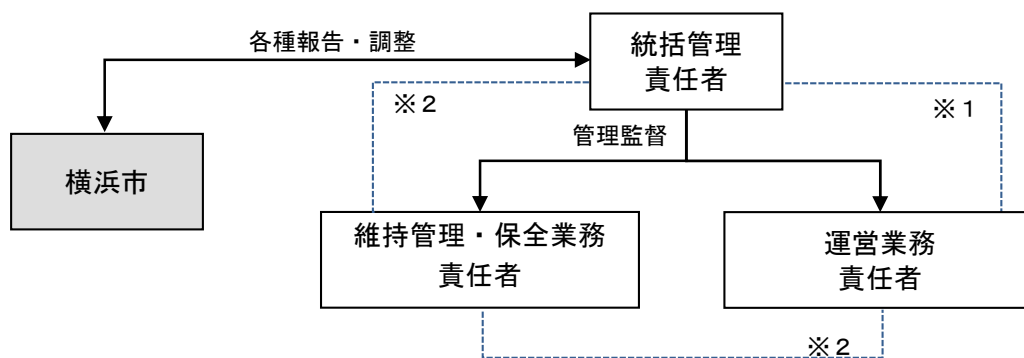 各種報告・調整
統括管理
責任者
※2
※1
管理監督
横浜市
維持管理・保全業務
責任者
運営業務
責任者
※2